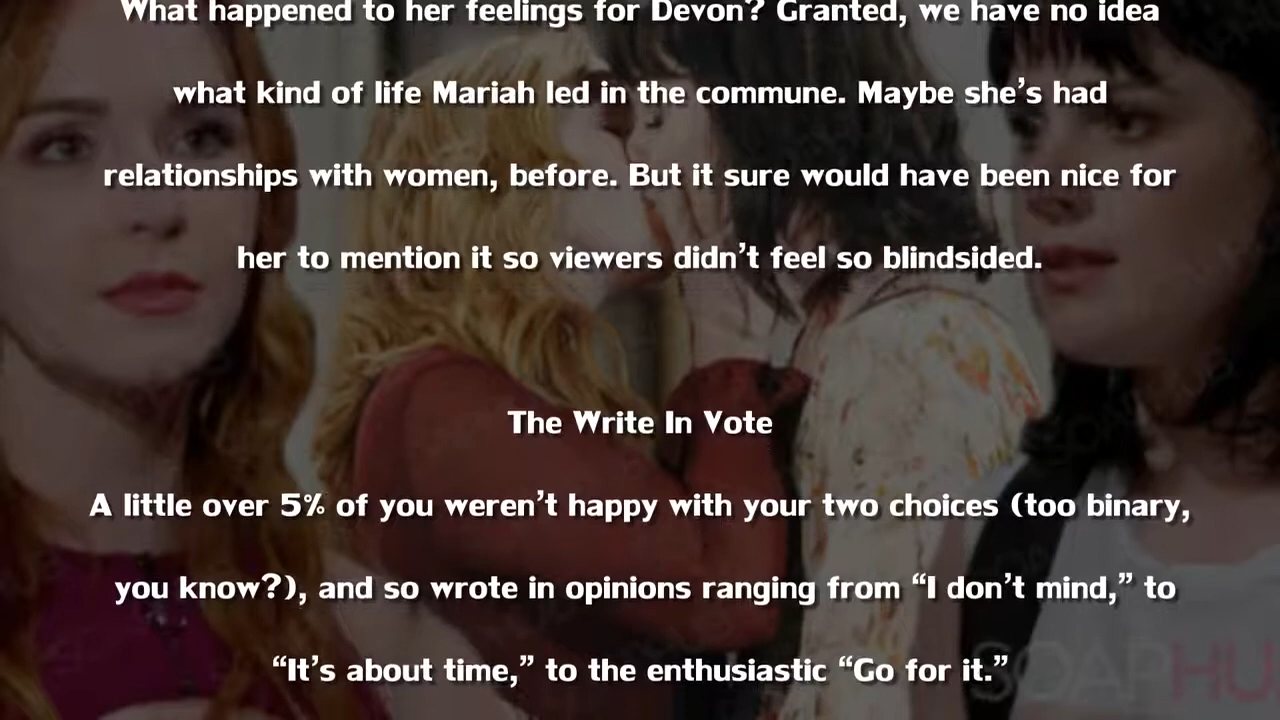 What happened to her feelings for Devon? Granted, we have no idea
what kind of life Mariah led in the commune. Maybe she’s had
relationships with women, before. But it sure would have been nice for
her to mention it so viewers didn’t feel so blindsided.
The Write In Vote
A little over 5% of you weren’t happy with your two choices (too binary,
you know?), and so wrote in opinions ranging from “I don’t mind,” to
“It’s about time,” to the enthusiastic “Go for it.”
SOAPHU